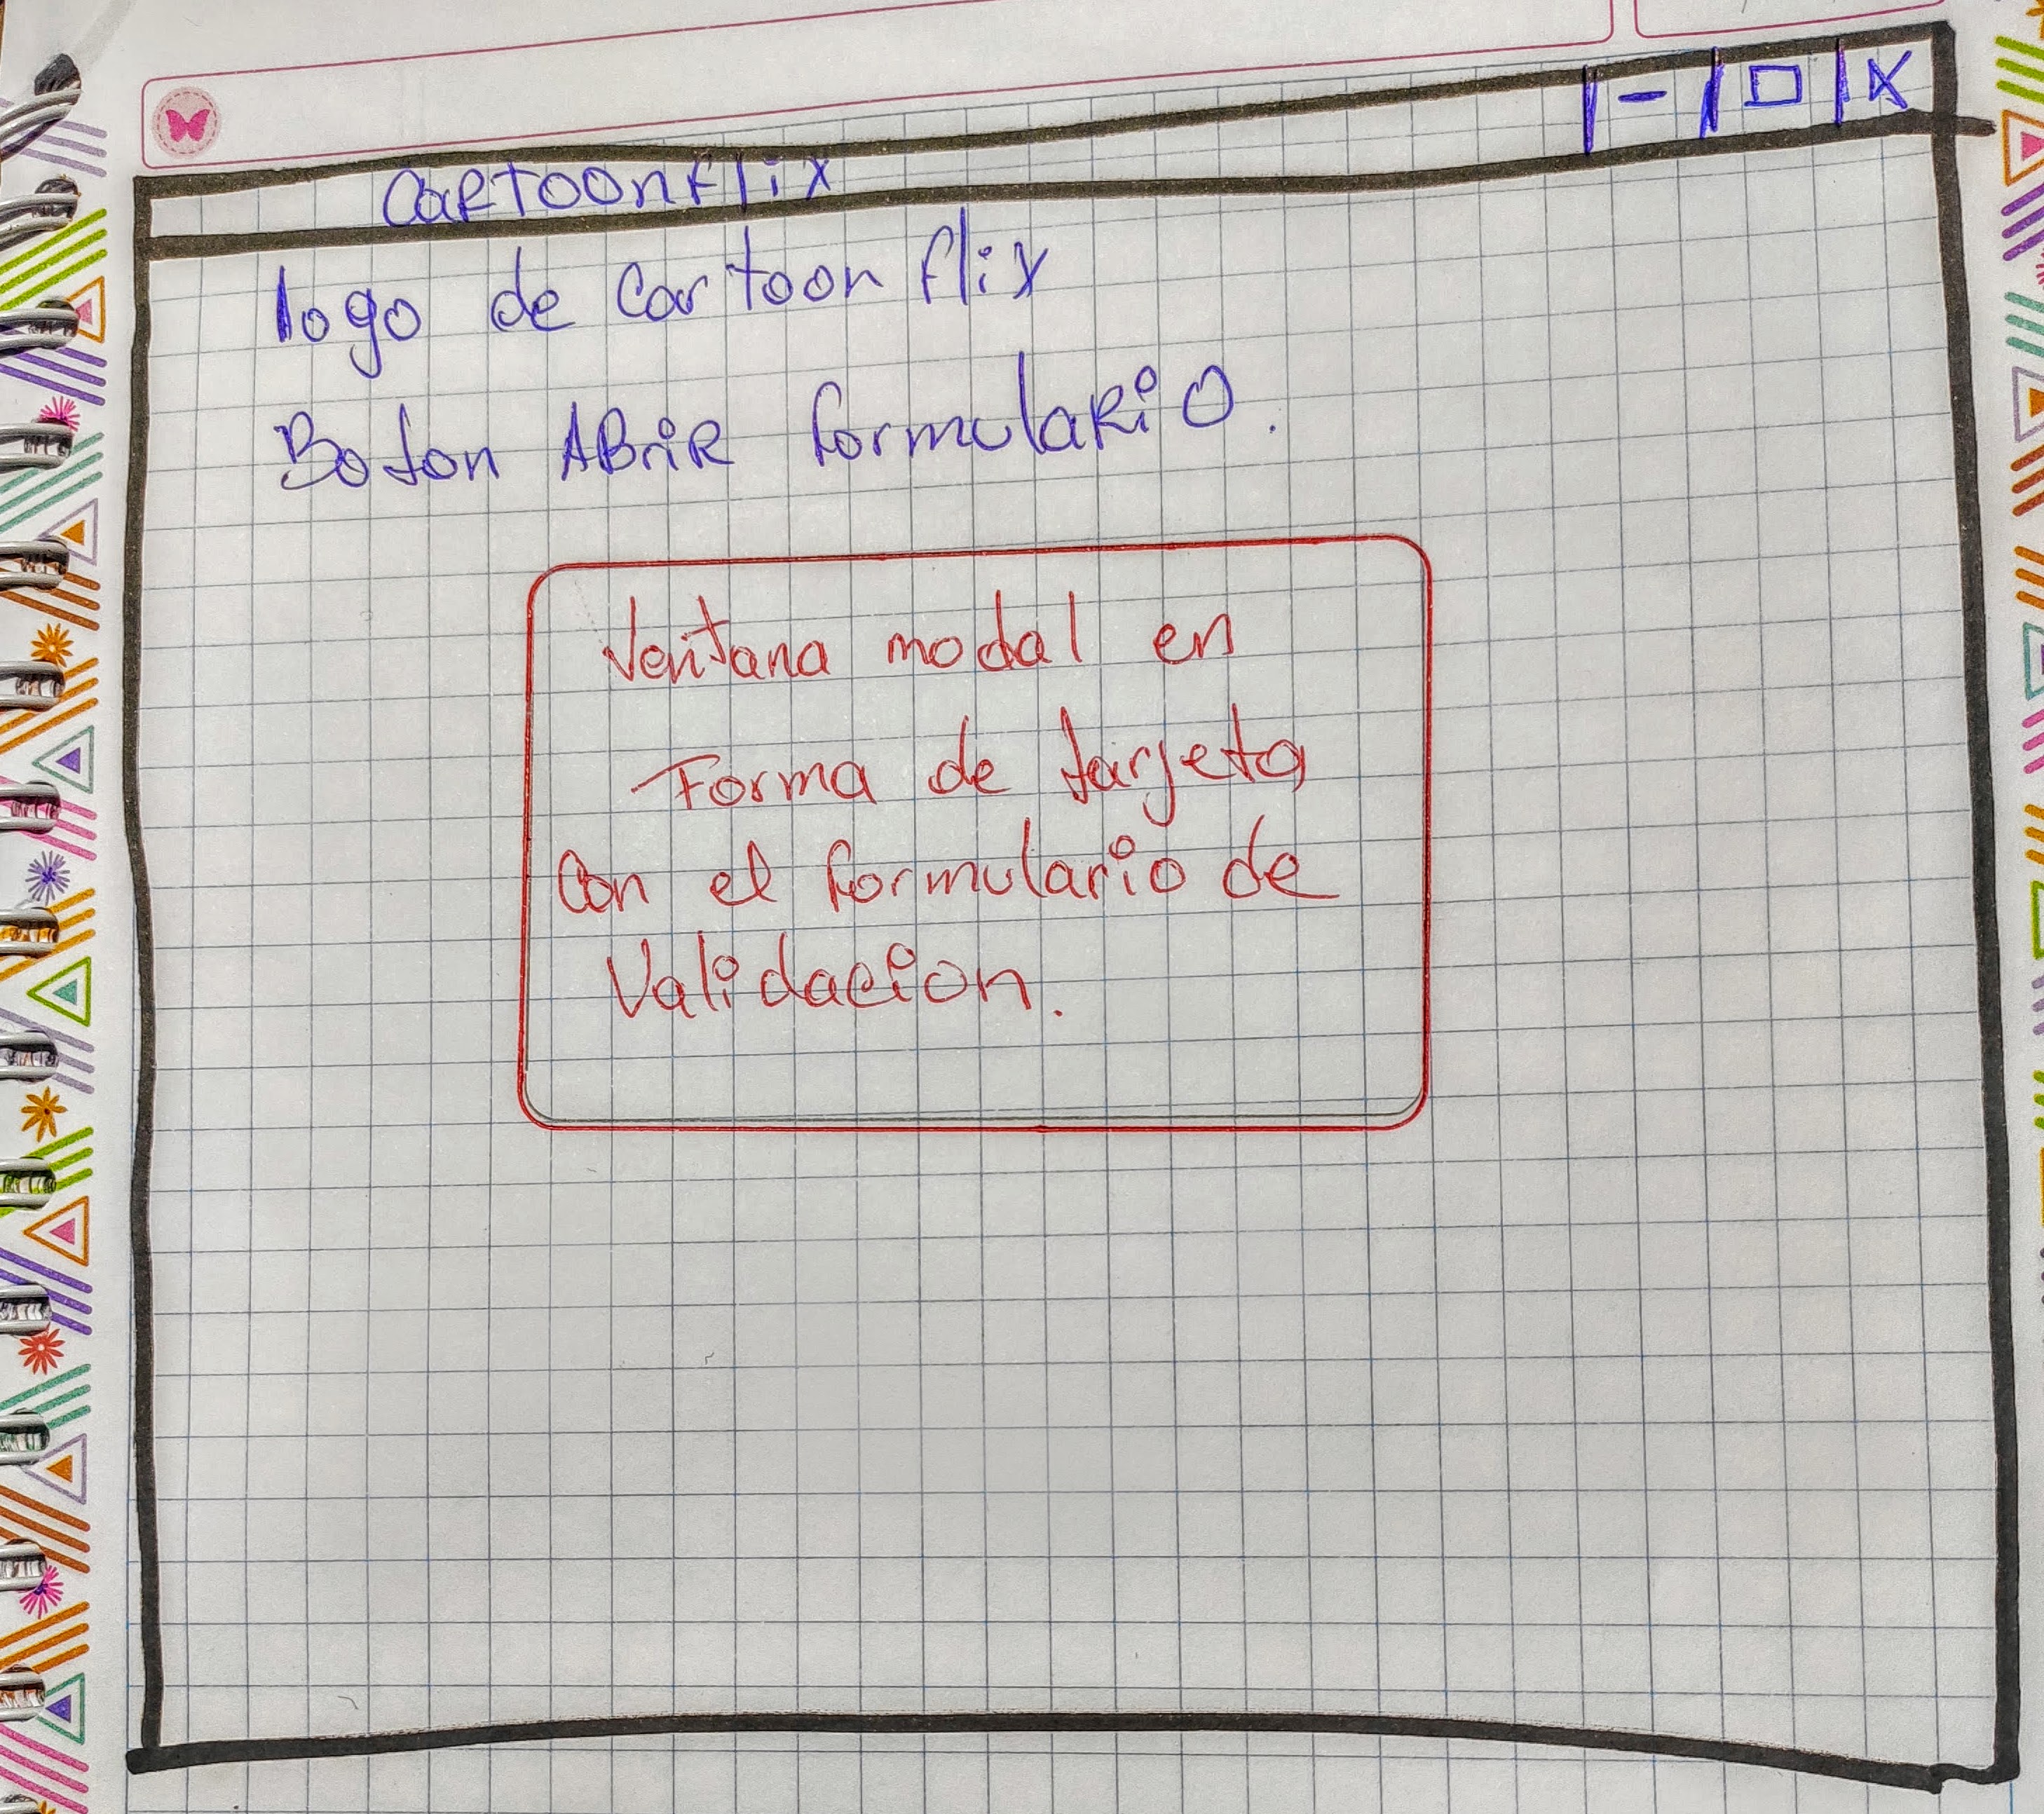 CARTOONFlix
logo de Cartoon flix
Boton ABRiR formulaRiO.
Ventana modal en
Forma de tarjeta
Con el formulario de
Validacion.